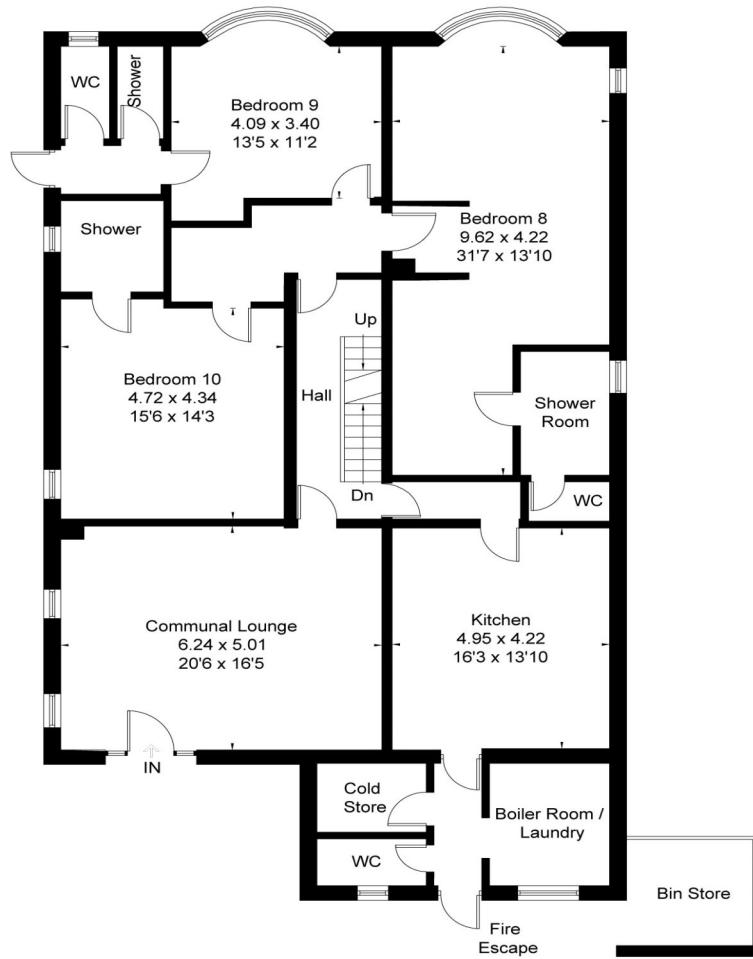 WC
Shower
Bedroom 9
4.09 x 3.40
13'5 x 11'2
Shower
Bedroom 8
9.62 x 4.22
31'7 x 13'10
Up
Bedroom 10
4.72 x 4.34
15'6 x 14'3
Hall
Shower
Room
Dn
WC
Communal Lounge
6.24 x 5.01
20'6 x 16'5
Kitchen
4.95 x 4.22
16'3 x 13'10
IN
Cold
Store
Boiler Room /
Laundry
WC
Bin Store
Fire
Escape